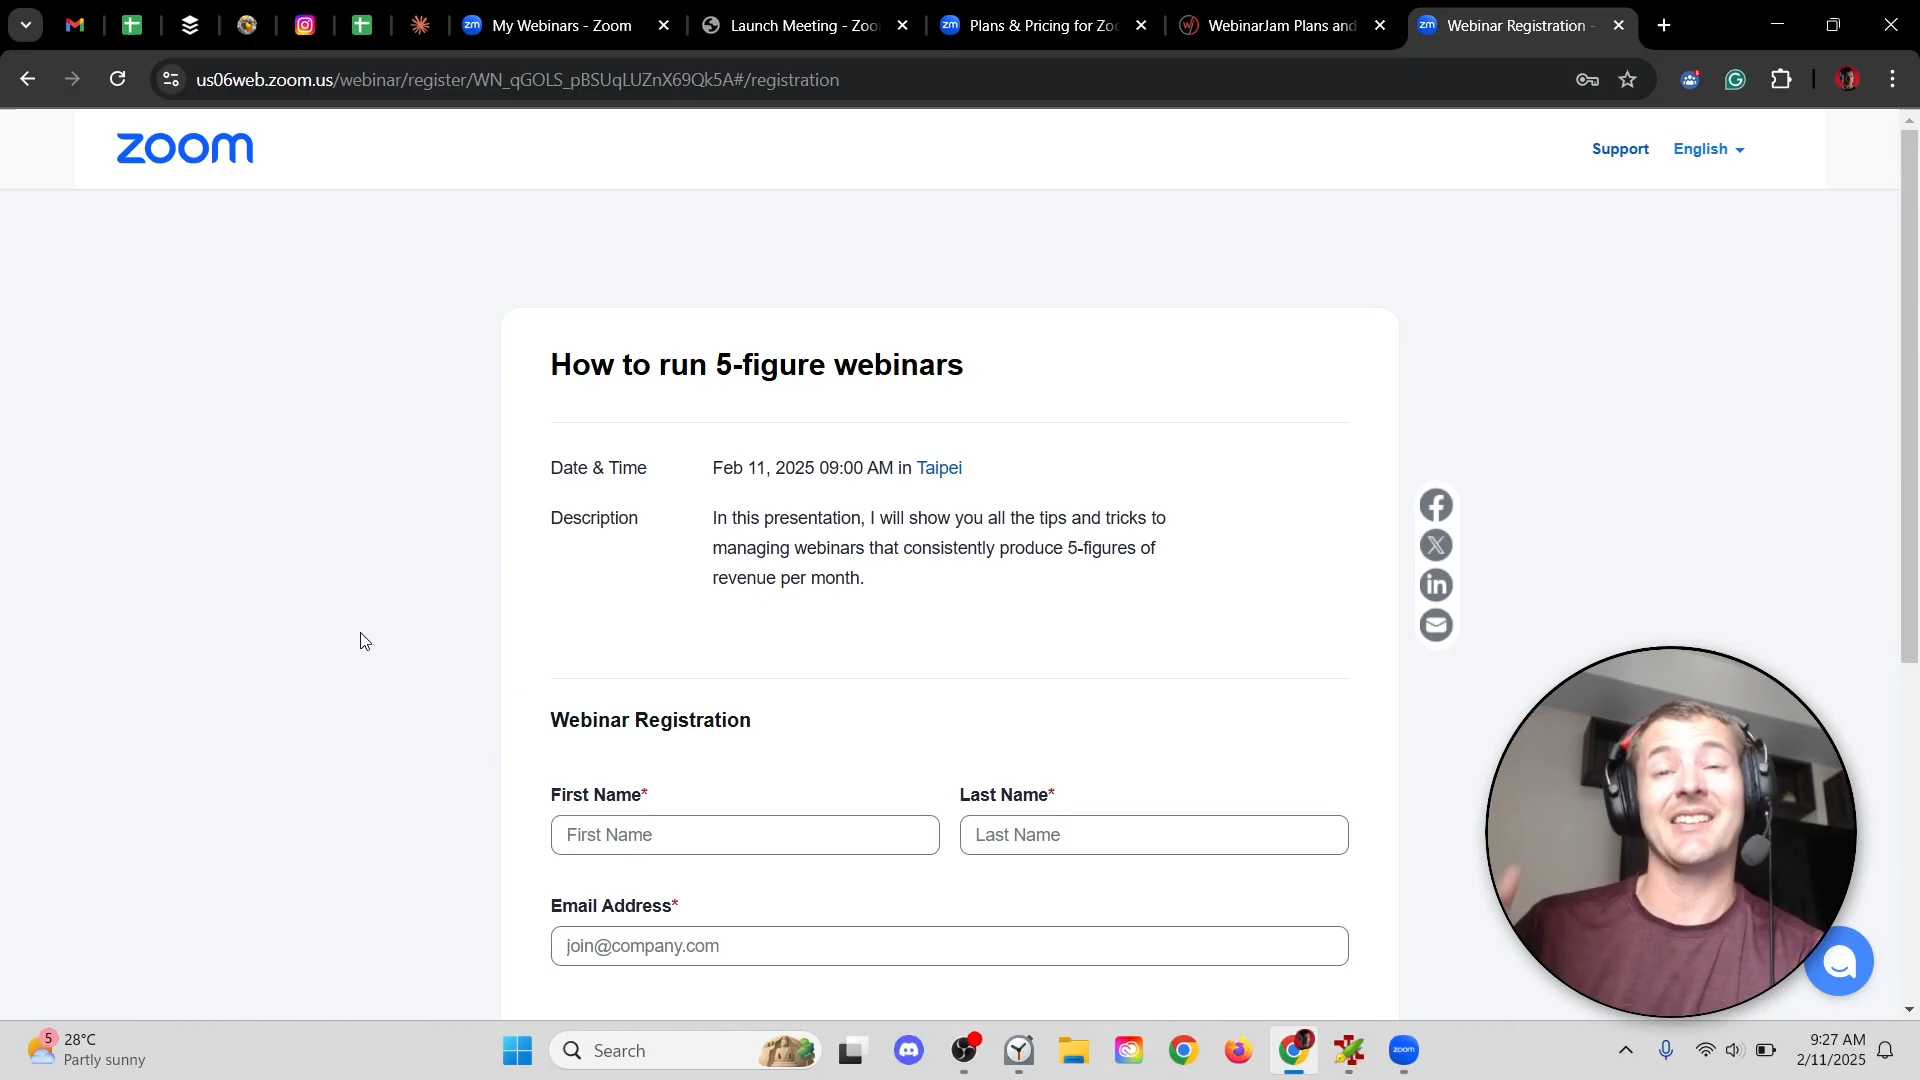 My Webinars - Zoom
Launch Meeting - Zoo
Plans & Pricing for Zo
WebinarJam Plans and
Webinar Registration -
us06web.zoom.us/webinar/register/WN_qGOLS_pBSUqLUZnX69Qk5A#/registration
zoom
Support
English
How to run 5-figure webinars
Date & Time
Feb 11, 2025 09:00 AM in Taipei
Description
In this presentation, I will show you all the tips and tricks to
managing webinars that consistently produce 5-figures of
revenue per month.
Webinar Registration
First Name*
Last Name*
First Name
Last Name
Email Address*
join@company.com
5
28°C
Partly sunny
Search
zoom
9:27 AM
2/11/2025